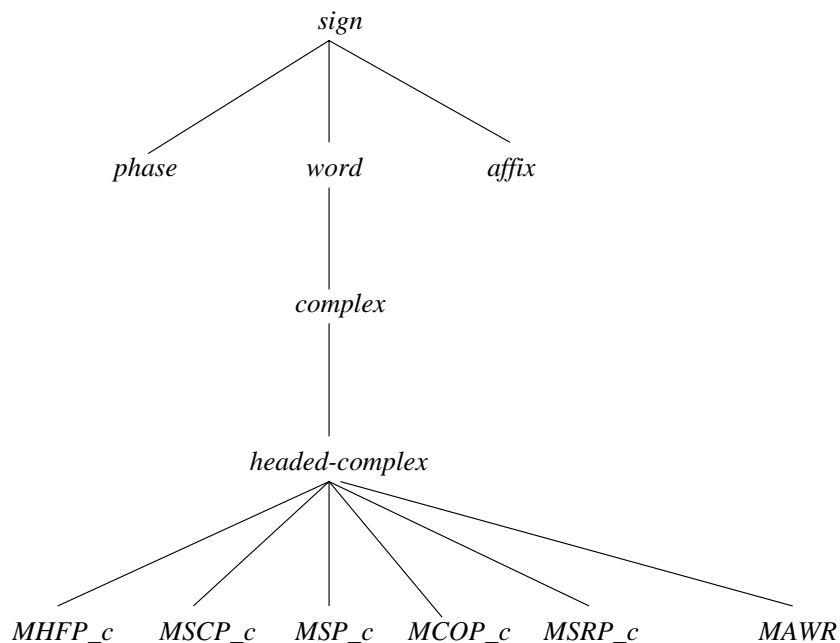 sign
phase word affix
complex
headed-complex
MHFP_c MSCP_c MSP_c MCOP_c MSRP_c MAWR